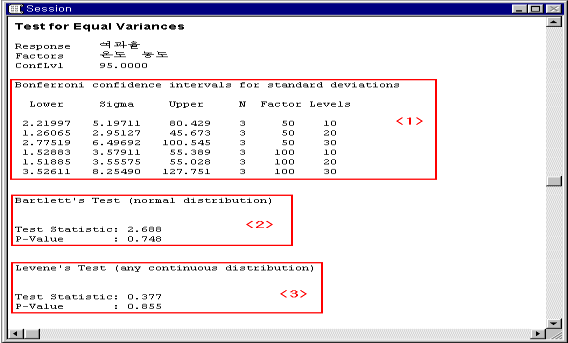 Session
Test for Equal Variances
Response 여과율
Factors 온도 농도
ConfLvl 95.0000
Bonferroni confidence intervals for standard deviations
Lower Sigma Upper N Factor Levels
2.21997 5.19711 80.429 3 50 10
1.26065 2.95127 45.673 3 50 20
2.77519 6.49692 100.545 3 50 30
1.52883 3.57911 55.389 3 100 10
1.51885 3.55575 55.028 3 100 20
3.52611 8.25490 127.751 3 100 30
<1>
Bartlett's Test (normal distribution)
<2>
Test Statistic: 2.688
P-Value : 0.748
Levene's Test (any continuous distribution)
<3>
Test Statistic: 0.377
P-Value : 0.855